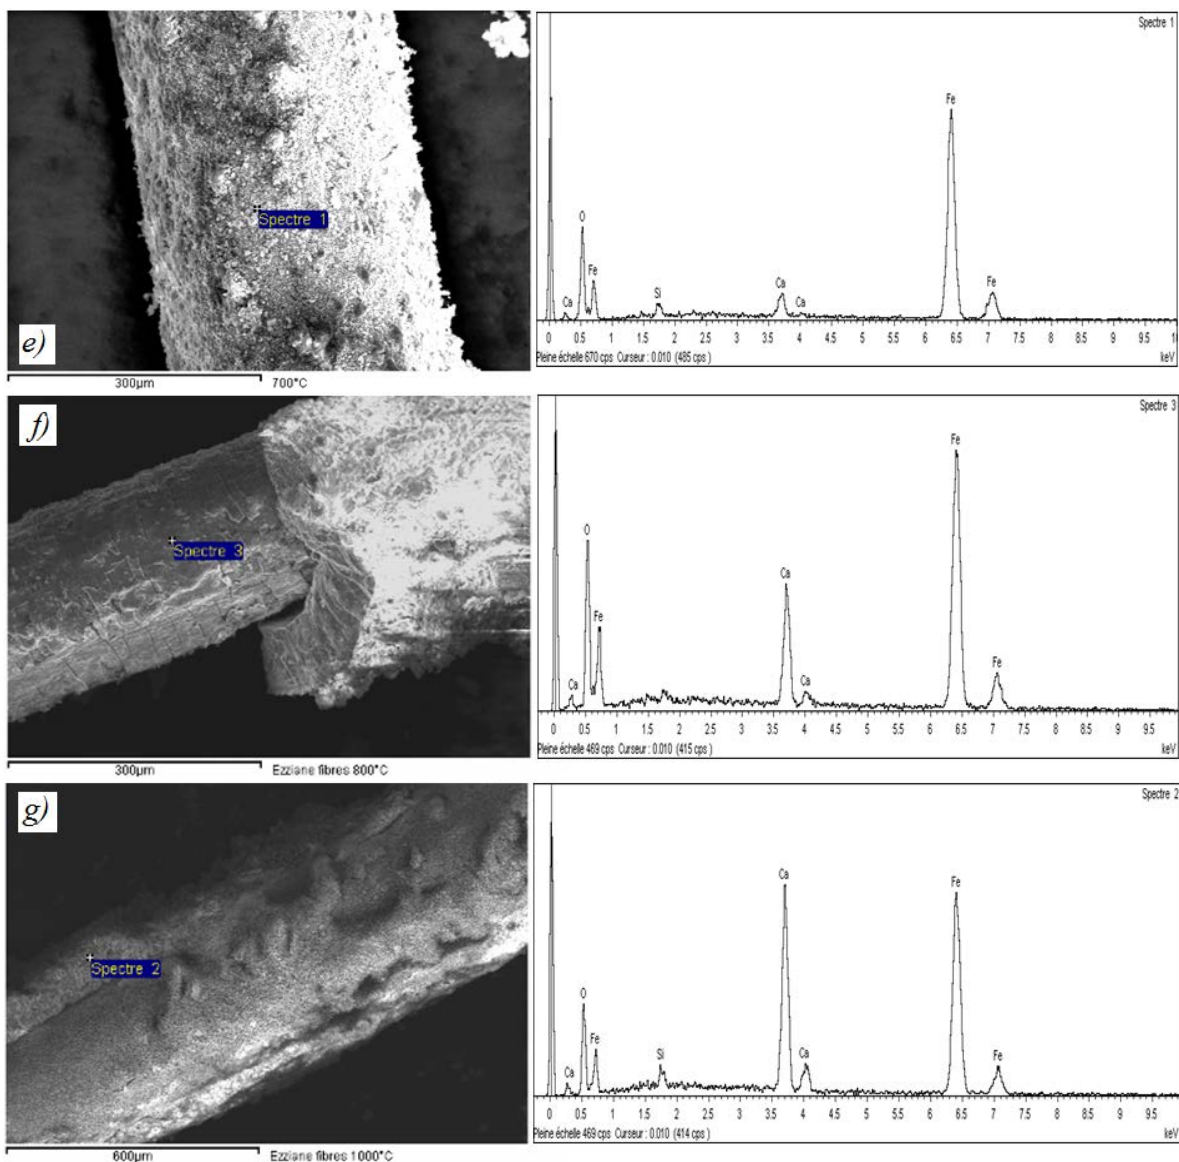 Spectre 1
e)
300µm 700°C
Spectre 1
Fe
O
Fe
Fe
Ca
Si
Ca
Ca
0 0.5 1 1.5 2 2.5 3 3.5 4 4.5 5 5.5 6 6.5 7 7.5 8 8.5 9 9.5 10
Pleine échelle 670 cps Curseur : 0.010 (485 cps) keV
f)
Spectre 3
300µm Ezziane fibres 800°C
Spectre 3
Fe
O
Ca
Fe
Fe
Ca
Ca
0 0.5 1 1.5 2 2.5 3 3.5 4 4.5 5 5.5 6 6.5 7 7.5 8 8.5 9 9.5
Pleine échelle 469 cps Curseur : 0.010 (415 cps) keV
g)
Spectre 2
600µm Ezziane fibres 1000°C
Spectre 2
Ca
Fe
O
Fe
Si
Ca
Fe
Ca
0 0.5 1 1.5 2 2.5 3 3.5 4 4.5 5 5.5 6 6.5 7 7.5 8 8.5 9 9.5
Pleine échelle 469 cps Curseur : 0.010 (414 cps) keV